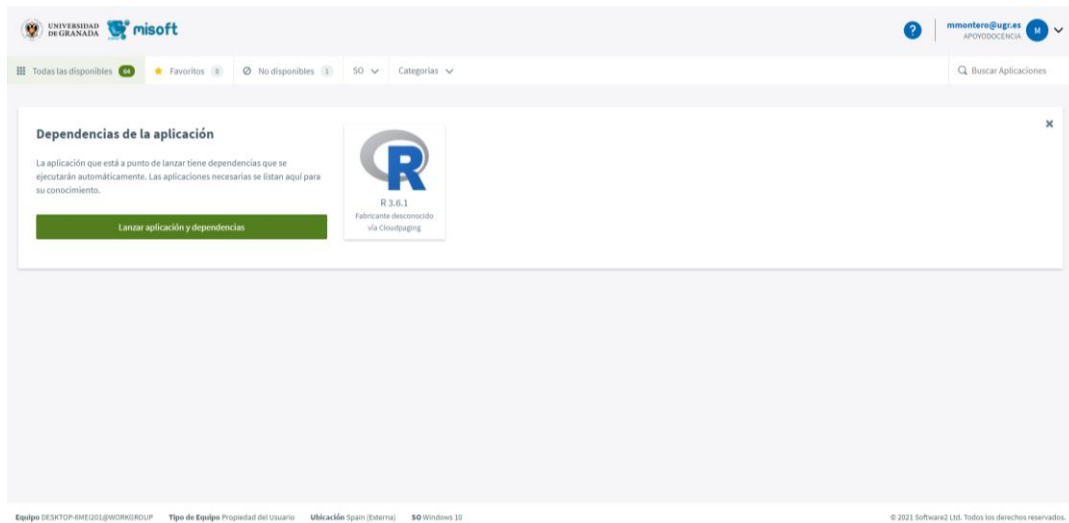 UNIVERSIDAD
DE GRANADA
misoft
?
mmontero@ugr.es
APOYODOCENCIA
M
Todas las disponibles 64
Favoritos 0
No disponibles 1
SO
Categorías
Buscar Aplicaciones
Dependencias de la aplicación
La aplicación que está a punto de lanzar tiene dependencias que se
ejecutarán automáticamente. Las aplicaciones necesarias se listan aquí para
su conocimiento.
Lanzar aplicación y dependencias
R
R 3.6.1
Fabricante desconocido
vía Cloudpaging
Equipo DESKTOP-6MEI201@WORKGROUP Tipo de Equipo Propiedad del Usuario Ubicación Spain (Externa) SO Windows 10
© 2021 Software2 Ltd. Todos los derechos reservados.